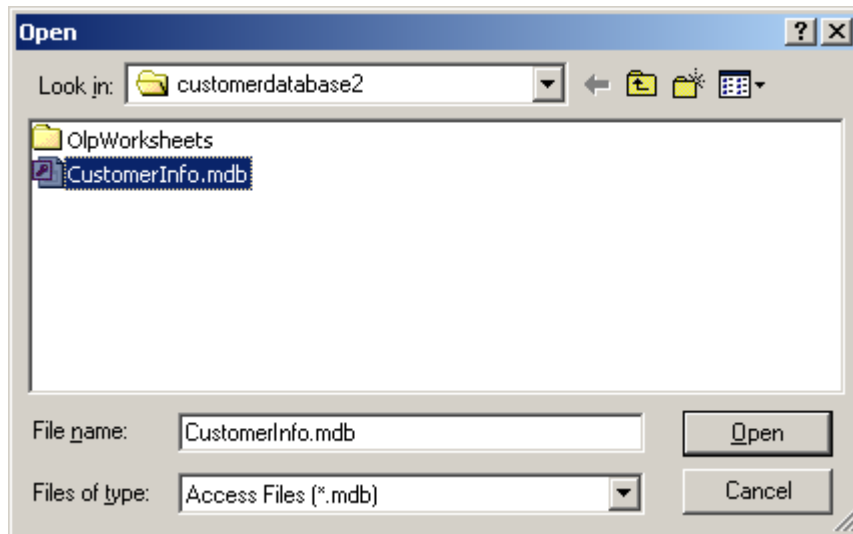 Open
Look in: customerdatabase2
OlpWorksheets
CustomerInfo.mdb
File name: CustomerInfo.mdb Open
Files of type: Access Files (*.mdb) Cancel